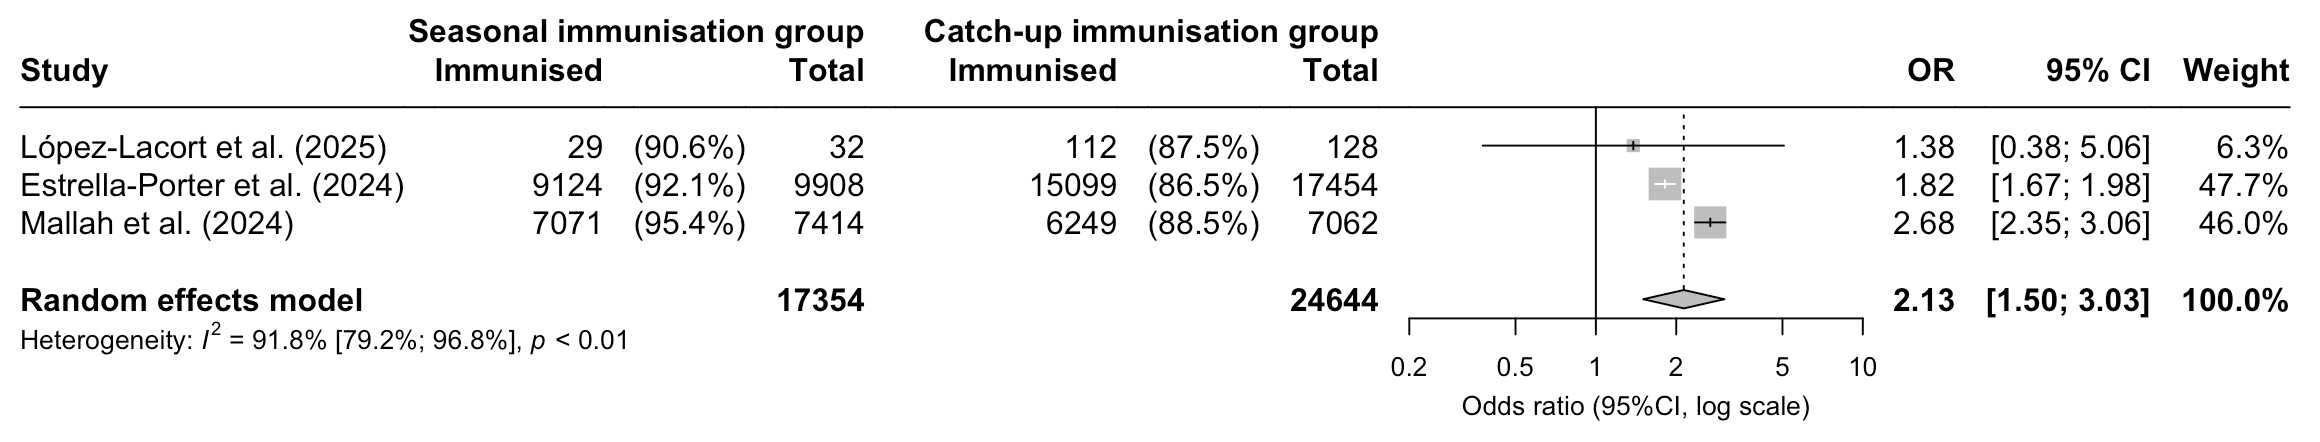 Seasonal immunisation group Catch-up immunisation group
Study Immunised Total Immunised Total OR 95% CI Weight
López-Lacort et al. (2025) 29 (90.6%) 32 112 (87.5%) 128 1.38 [0.38; 5.06] 6.3%
Estrella-Porter et al. (2024) 9124 (92.1%) 9908 15099 (86.5%) 17454 1.82 [1.67; 1.98] 47.7%
Mallah et al. (2024) 7071 (95.4%) 7414 6249 (88.5%) 7062 2.68 [2.35; 3.06] 46.0%
Random effects model 17354 24644 2.13 [1.50; 3.03] 100.0%
Heterogeneity: I² = 91.8% [79.2%; 96.8%], p < 0.01
0.2 0.5 1 2 5 10
Odds ratio (95%CI, log scale)